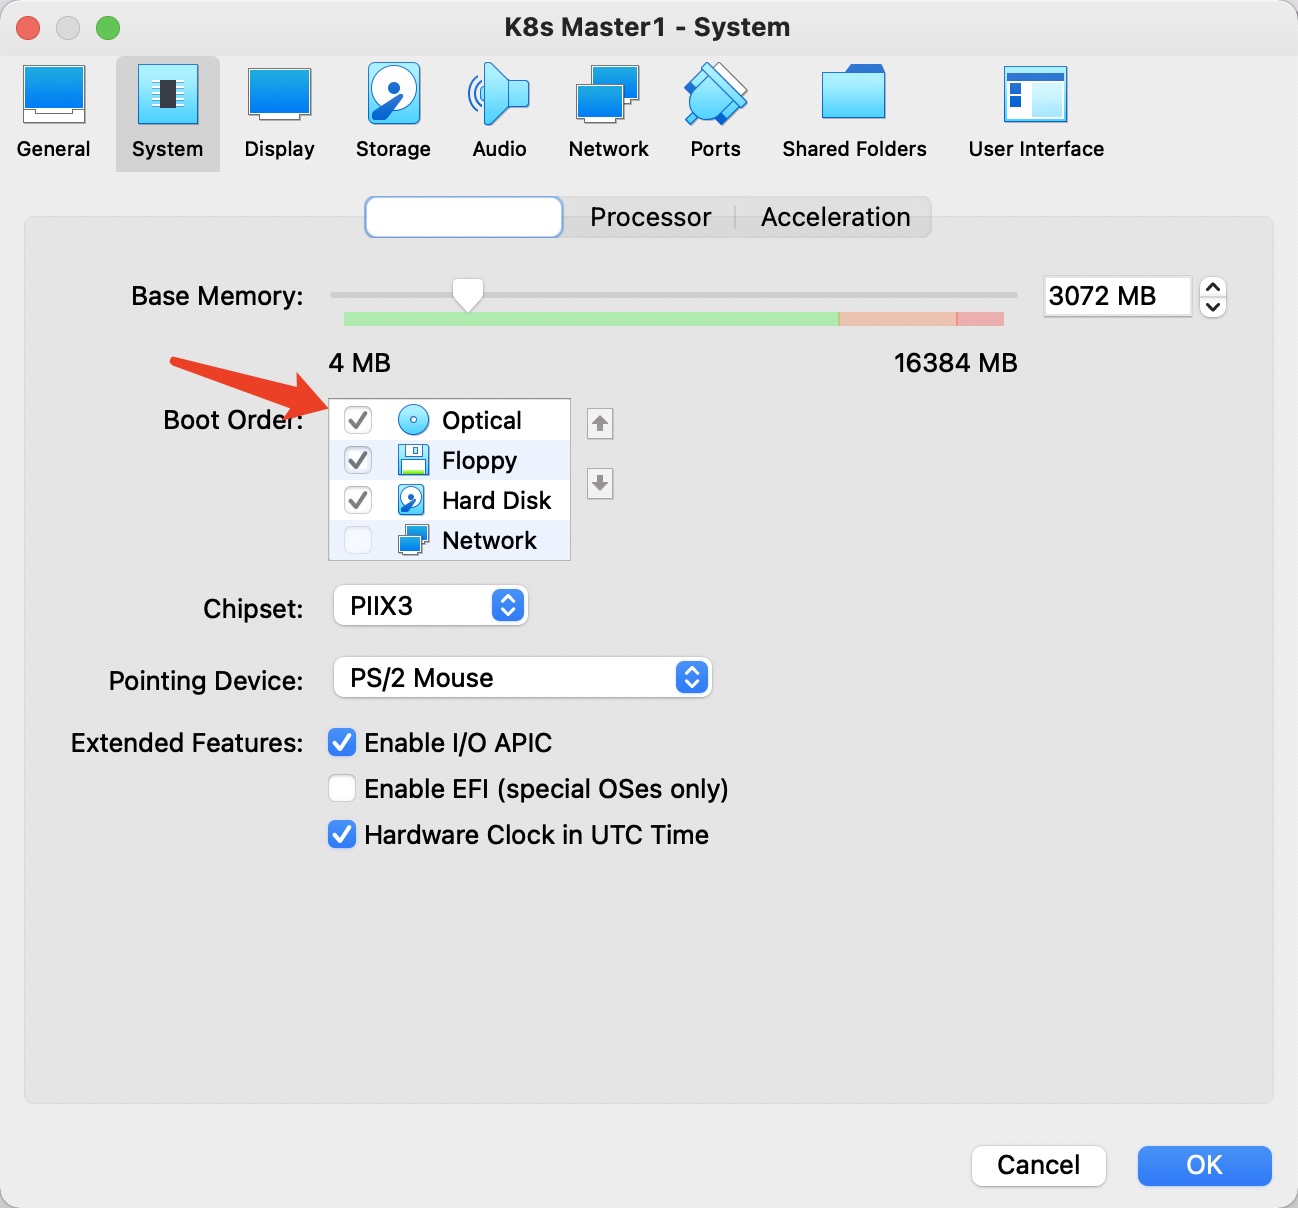 K8s Master1 - System
General System Display Storage Audio Network Ports Shared Folders User Interface
Processor Acceleration
Base Memory: 3072 MB
4 MB 16384 MB
Boot Order: Optical
Floppy
Hard Disk
Network
Chipset: PIIX3
Pointing Device: PS/2 Mouse
Extended Features: Enable I/O APIC
Enable EFI (special OSes only)
Hardware Clock in UTC Time
Cancel OK